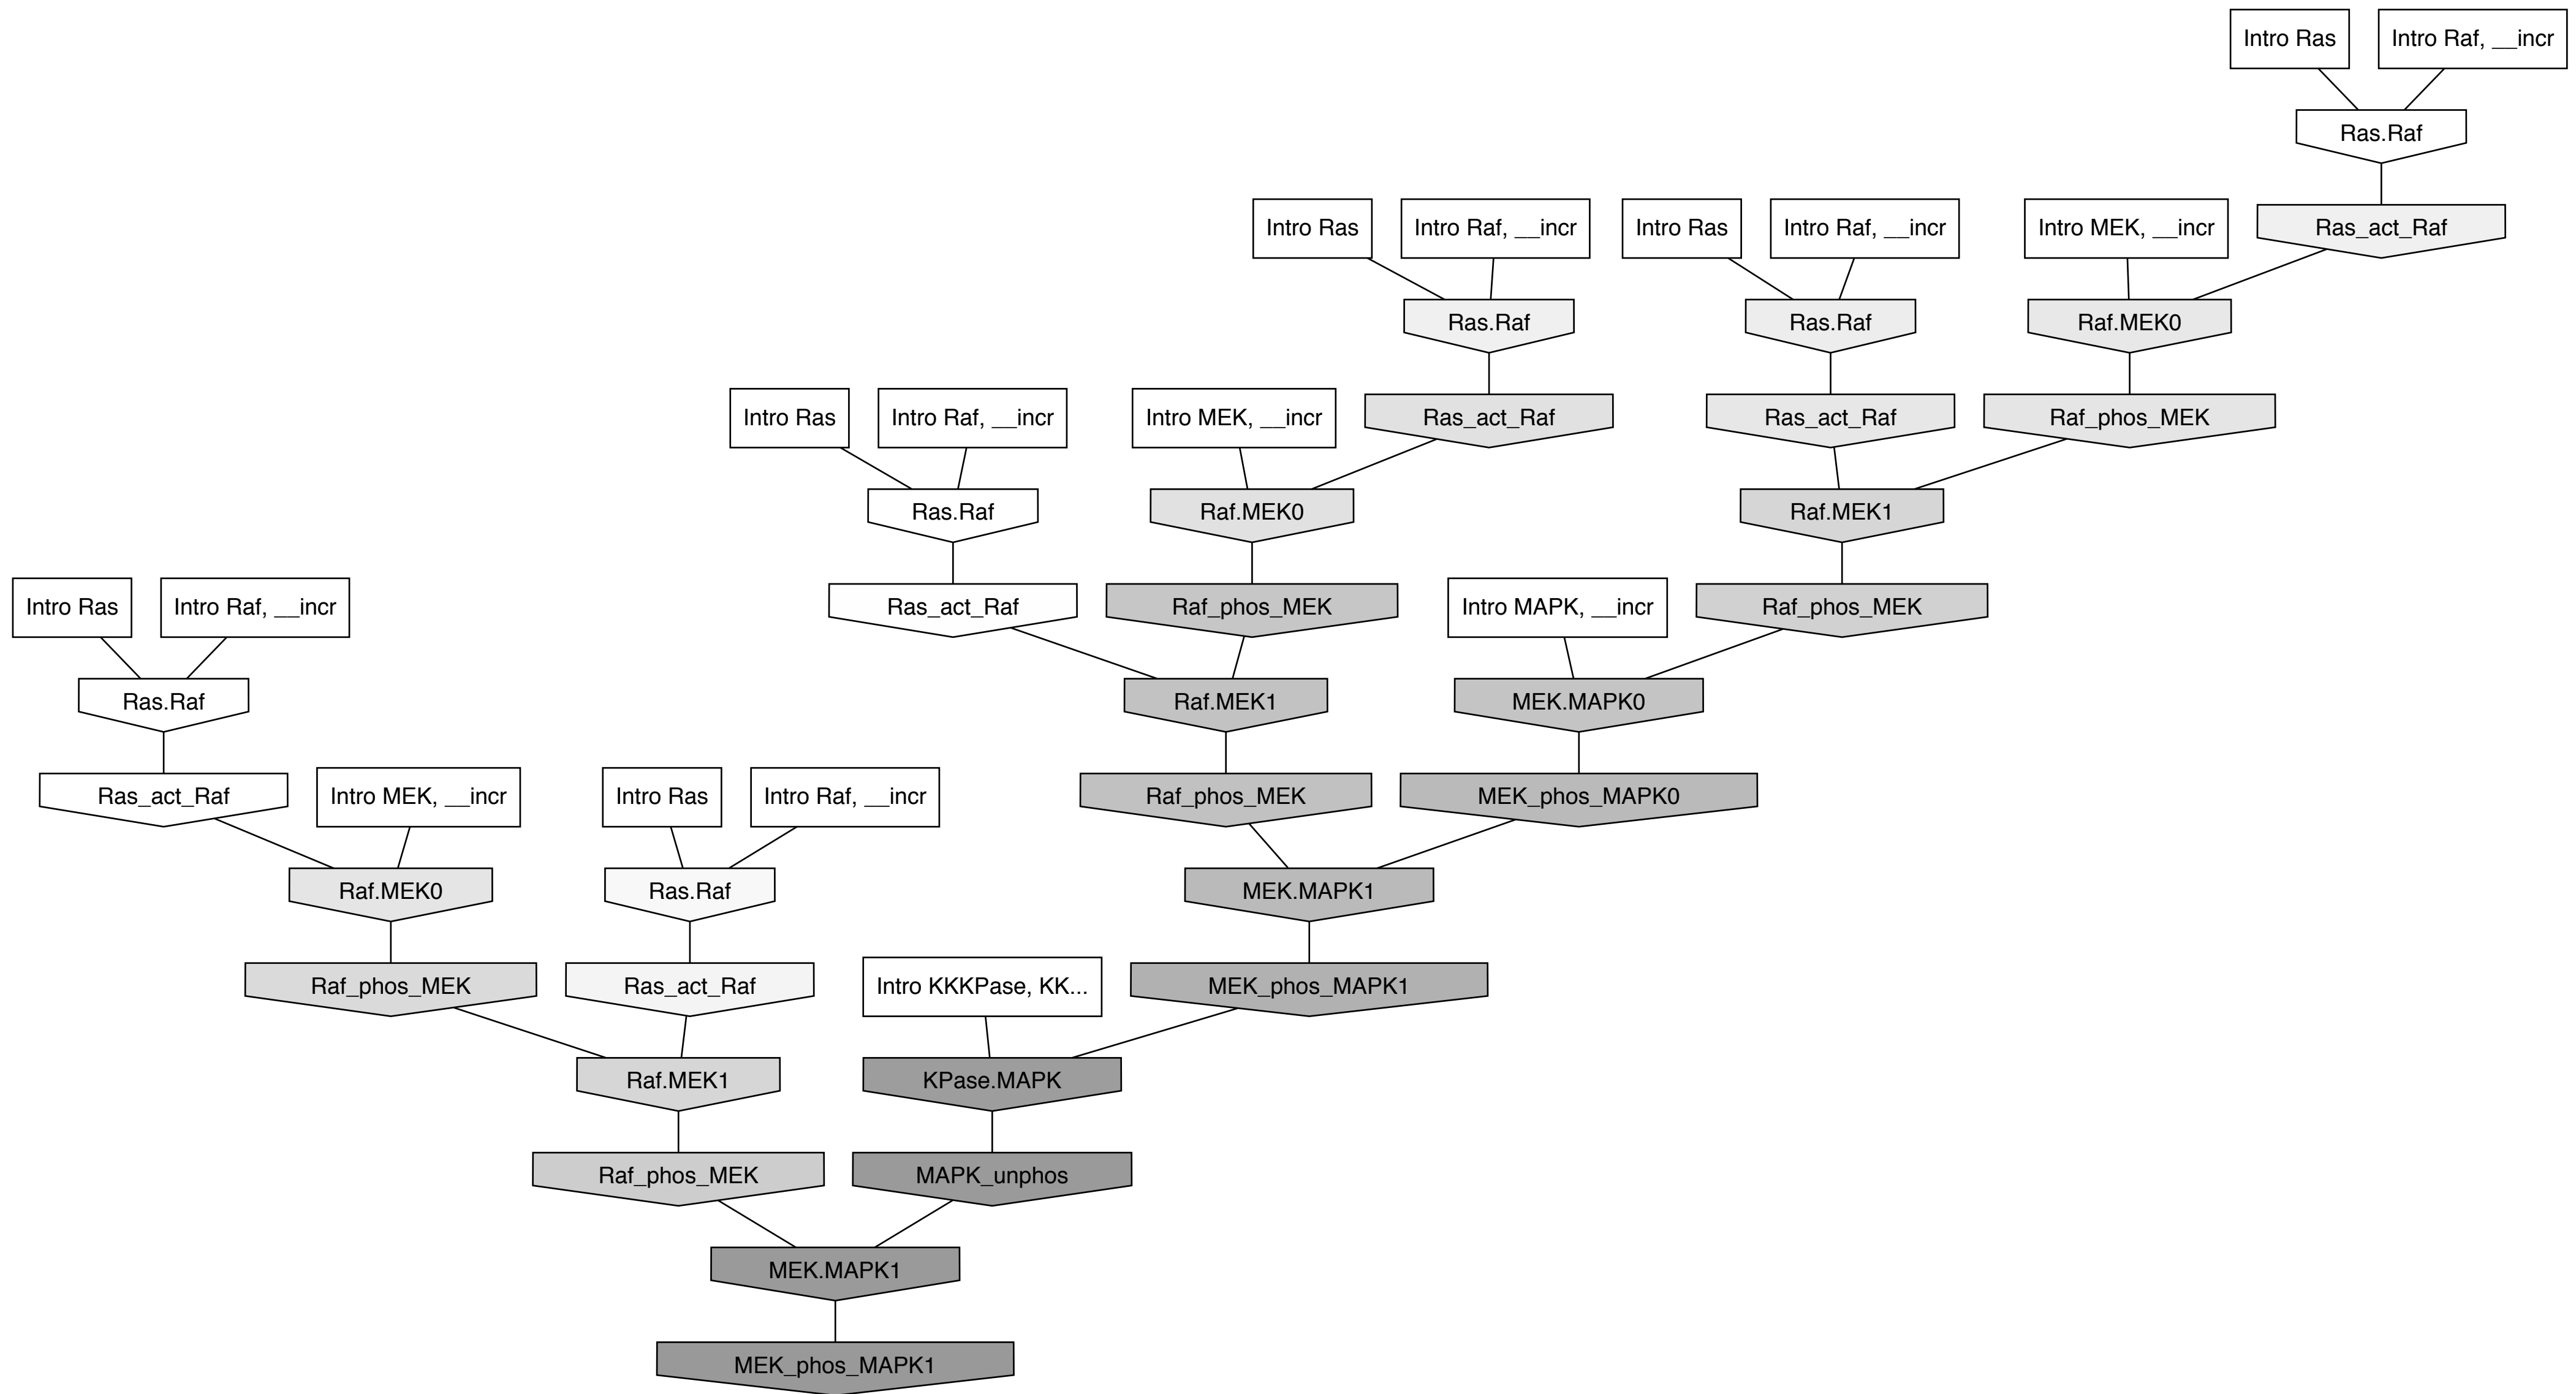 Intro Ras
Intro Raf, __incr
Ras.Raf
Intro Ras
Intro Raf, __incr
Intro Ras
Intro Raf, __incr
Intro MEK, __incr
Ras_act_Raf
Ras.Raf
Ras.Raf
Raf.MEK0
Intro Ras
Intro Raf, __incr
Intro MEK, __incr
Ras_act_Raf
Ras_act_Raf
Raf_phos_MEK
Ras.Raf
Raf.MEK0
Raf.MEK1
Intro Ras
Intro Raf, __incr
Ras_act_Raf
Raf_phos_MEK
Intro MAPK, __incr
Raf_phos_MEK
Ras.Raf
Raf.MEK1
MEK.MAPK0
Ras_act_Raf
Intro MEK, __incr
Intro Ras
Intro Raf, __incr
Raf_phos_MEK
MEK_phos_MAPK0
Raf.MEK0
Ras.Raf
MEK.MAPK1
Raf_phos_MEK
Ras_act_Raf
Intro KKKPase, KK...
MEK_phos_MAPK1
Raf.MEK1
KPase.MAPK
Raf_phos_MEK
MAPK_unphos
MEK.MAPK1
MEK_phos_MAPK1